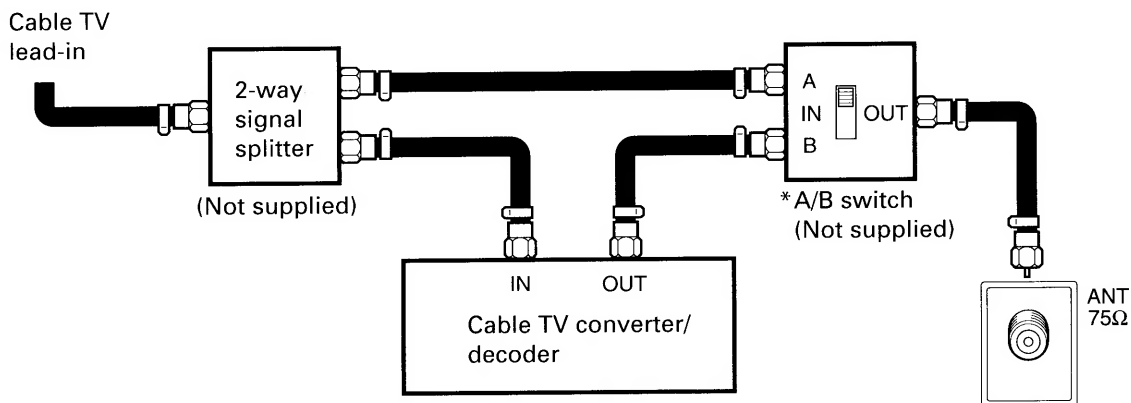 Cable TV
lead-in
2-way
signal
splitter
(Not supplied)
A
IN
B
OUT
*A/B switch
(Not supplied)
IN
OUT
Cable TV converter/
decoder
ANT
75Ω